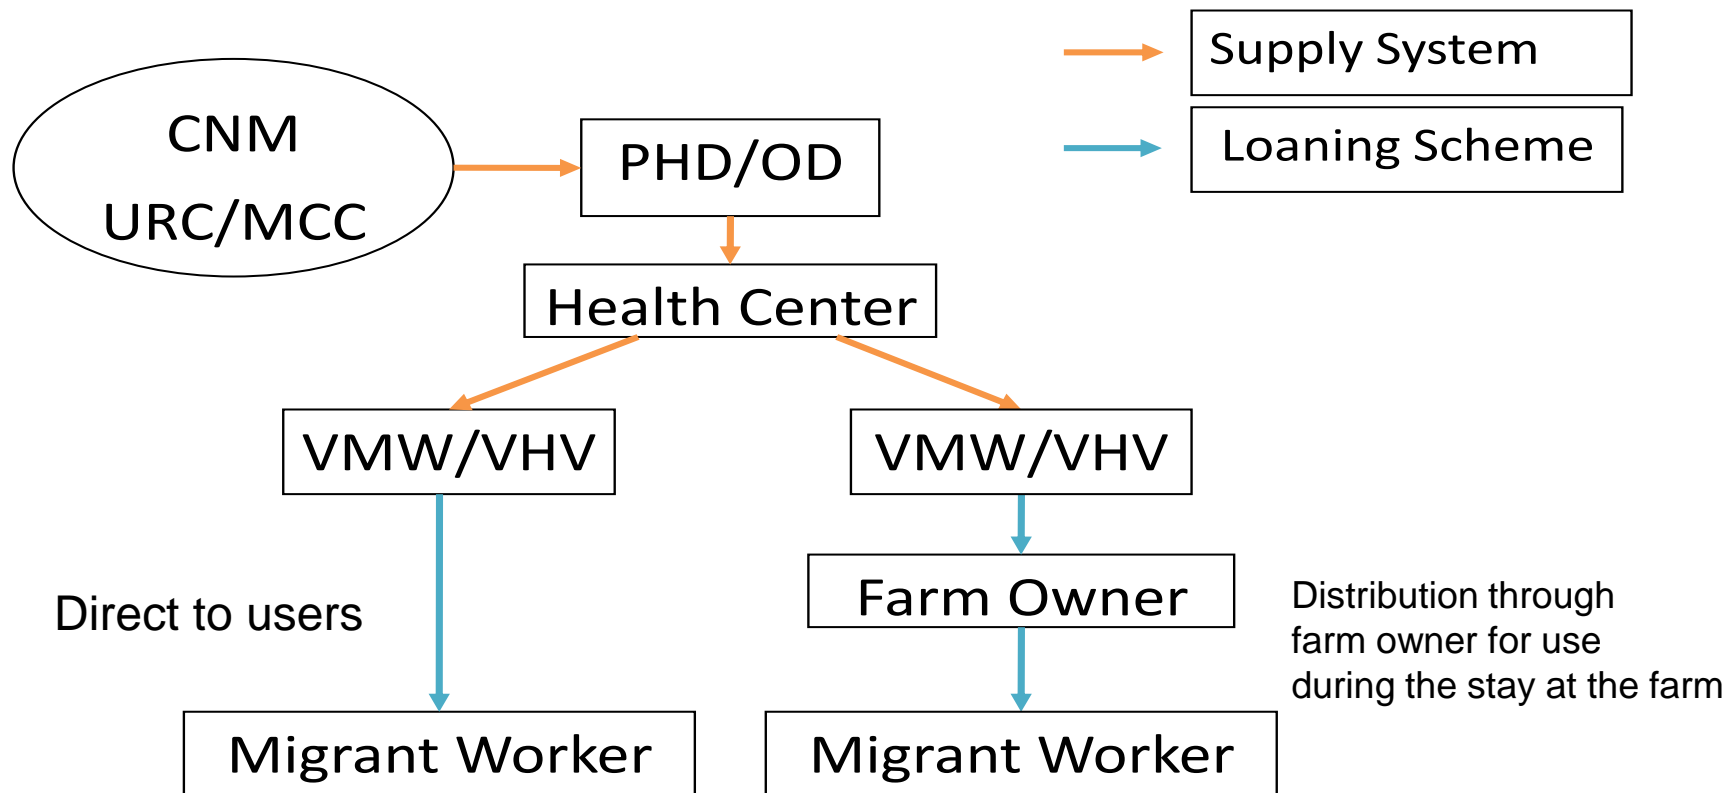 Supply System
CNM
URC/MCC
PHD/OD
Loaning Scheme
Health Center
VMW/VHV
VMW/VHV
Direct to users
Farm Owner
Distribution through
farm owner for use
during the stay at the farm
Migrant Worker
Migrant Worker